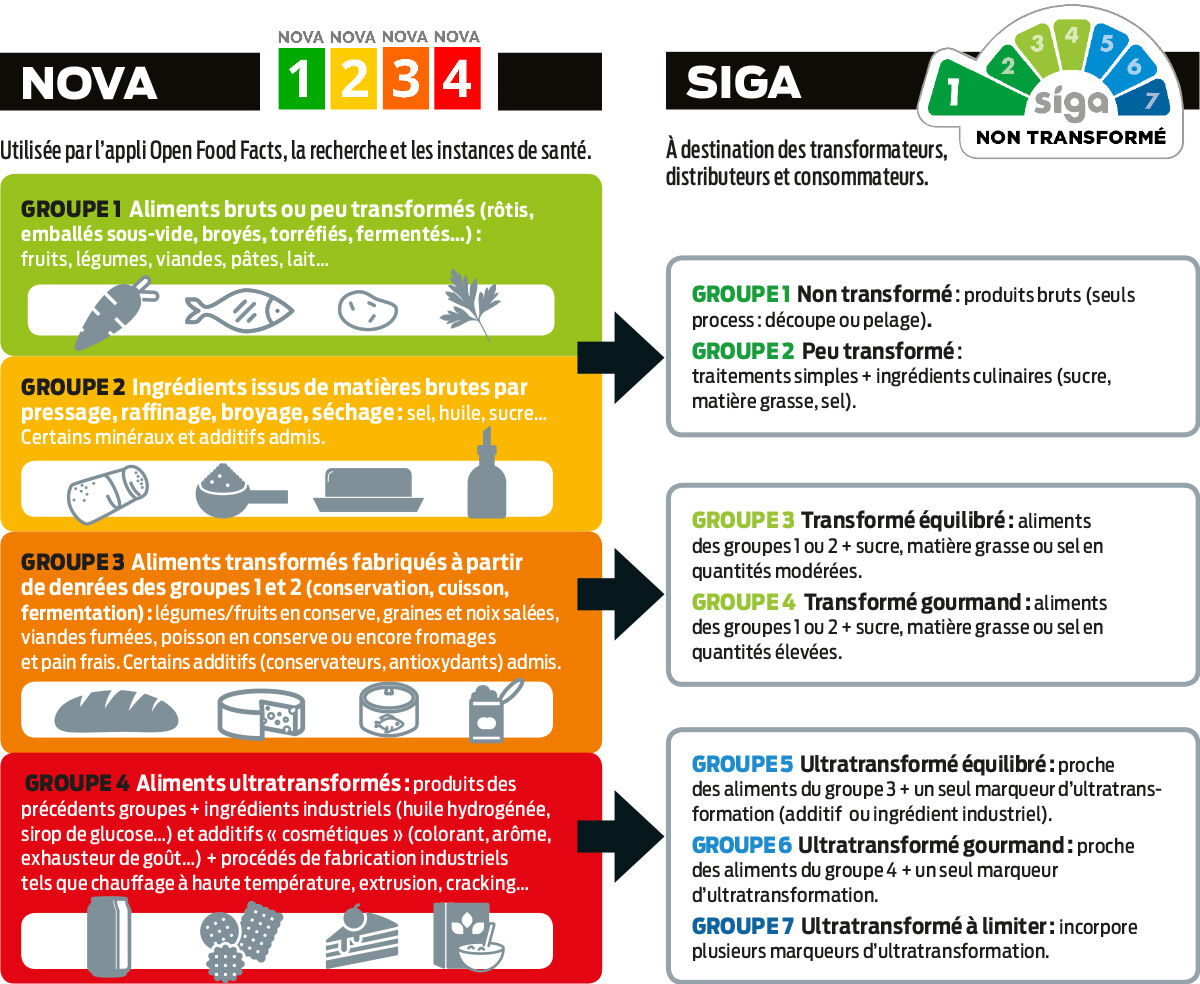 NOVA
NOVA NOVA NOVA NOVA
1 2 3 4
Utilisée par l'appli Open Food Facts, la recherche et les instances de santé.
GROUPE 1 Aliments bruts ou peu transformés (rôtis,
emballés sous-vide, broyés, torréfiés, fermentés...) :
fruits, légumes, viandes, pâtes, lait...
GROUPE 2 Ingrédients issus de matières brutes par
pressage, raffinage, broyage, séchage : sel, huile, sucre...
Certains minéraux et additifs admis.
GROUPE 3 Aliments transformés fabriqués à partir
de denrées des groupes 1 et 2 (conservation, cuisson,
fermentation) : légumes/fruits en conserve, graines et noix salées,
viandes fumées, poisson en conserve ou encore fromages
et pain frais. Certains additifs (conservateurs, antioxydants) admis.
GROUPE 4 Aliments ultratransformés : produits des
précédents groupes + ingrédients industriels (huile hydrogénée,
sirop de glucose...) et additifs « cosmétiques » (colorant, arôme,
exhausteur de goût...) + procédés de fabrication industriels
tels que chauffage à haute température, extrusion, cracking...
SIGA
1 2 3 4 5 6 7
siga
NON TRANSFORMÉ
À destination des transformateurs,
distributeurs et consommateurs.
GROUPE 1 Non transformé : produits bruts (seuls
process : découpe ou pelage).
GROUPE 2 Peu transformé :
traitements simples + ingrédients culinaires (sucre,
matière grasse, sel).
GROUPE 3 Transformé équilibré : aliments
des groupes 1 ou 2 + sucre, matière grasse ou sel en
quantités modérées.
GROUPE 4 Transformé gourmand : aliments
des groupes 1 ou 2 + sucre, matière grasse ou sel en
quantités élevées.
GROUPE 5 Ultratransformé équilibré : proche
des aliments du groupe 3 + un seul marqueur d'ultratrans-
formation (additif ou ingrédient industriel).
GROUPE 6 Ultratransformé gourmand : proche
des aliments du groupe 4 + un seul marqueur
d'ultratransformation.
GROUPE 7 Ultratransformé à limiter : incorpore
plusieurs marqueurs d'ultratransformation.